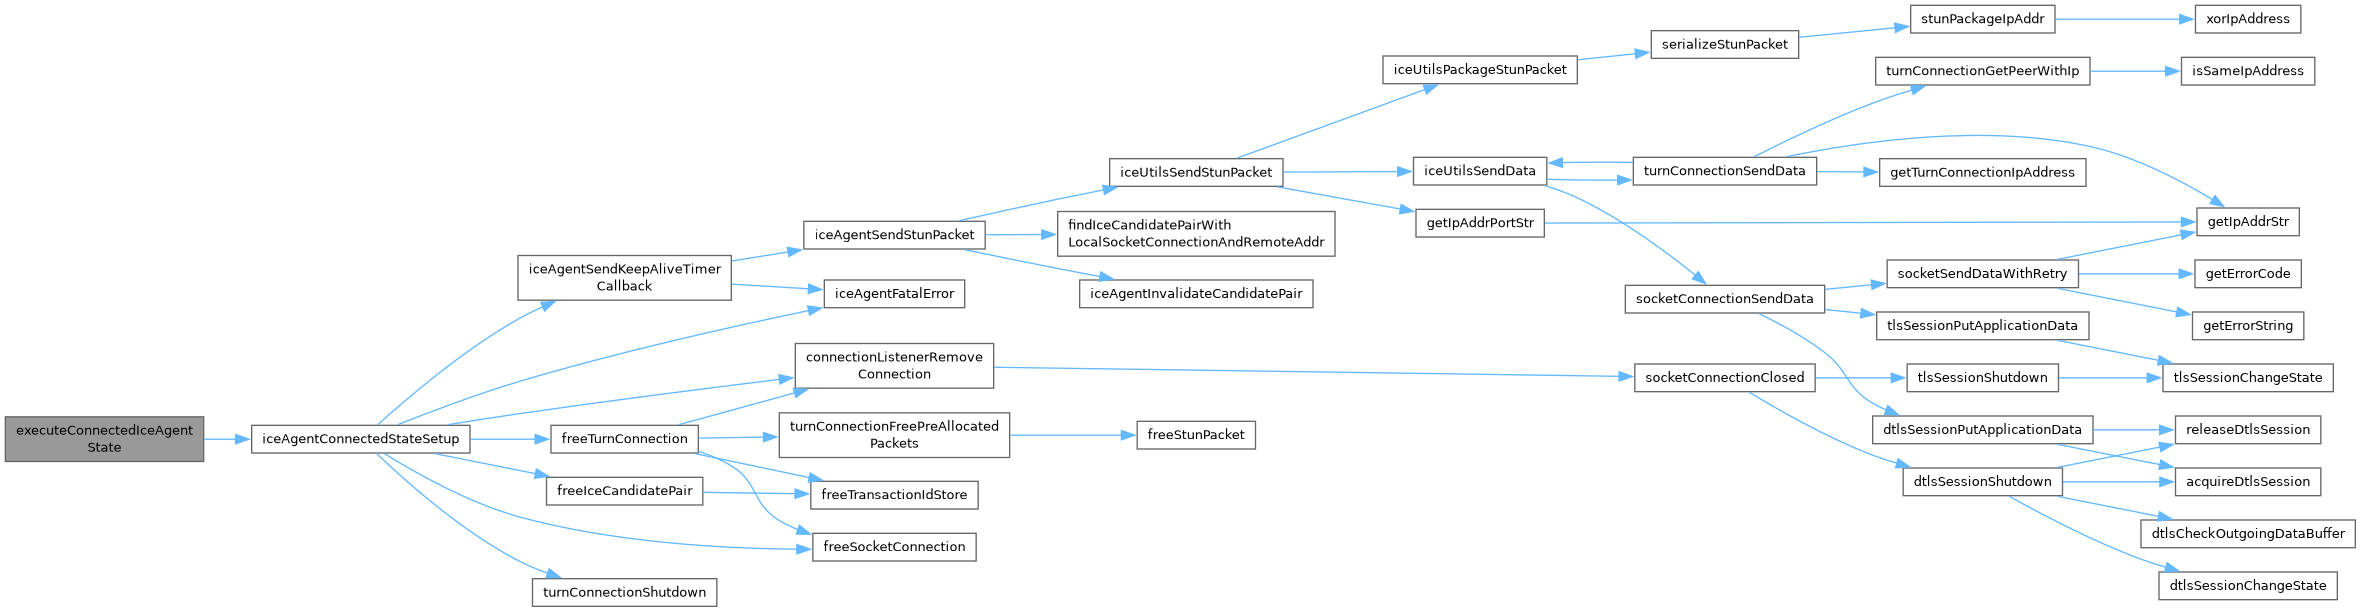 executeConnectedIceAgent
State
iceAgentConnectedStateSetup
iceAgentSendKeepAliveTimer
Callback
freeTurnConnection
freeIceCandidatePair
turnConnectionShutdown
iceAgentSendStunPacket
iceAgentFatalError
connectionListenerRemove
Connection
turnConnectionFreePreAllocated
Packets
freeTransactionIdStore
freeSocketConnection
iceUtilsSendStunPacket
findIceCandidatePairWith
LocalSocketConnectionAndRemoteAddr
iceAgentInvalidateCandidatePair
freeStunPacket
iceUtilsPackageStunPacket
iceUtilsSendData
getIpAddrPortStr
serializeStunPacket
turnConnectionSendData
socketConnectionSendData
socketConnectionClosed
stunPackageIpAddr
turnConnectionGetPeerWithIp
getTurnConnectionIpAddress
socketSendDataWithRetry
tlsSessionPutApplicationData
tlsSessionShutdown
dtlsSessionPutApplicationData
dtlsSessionShutdown
xorIpAddress
isSameIpAddress
getIpAddrStr
getErrorCode
getErrorString
tlsSessionChangeState
releaseDtlsSession
acquireDtlsSession
dtlsCheckOutgoingDataBuffer
dtlsSessionChangeState